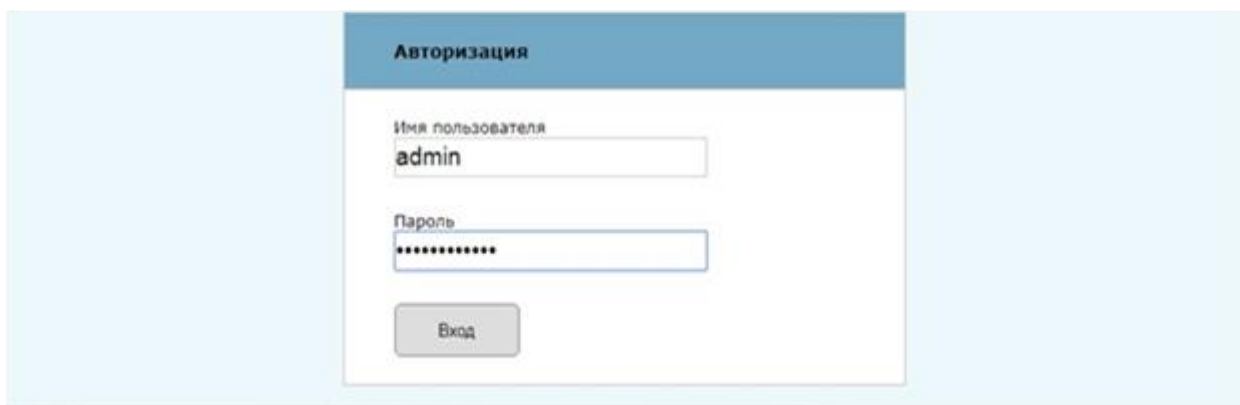 Авторизация
Имя пользователя
admin
Пароль
••••••••••••
Вход